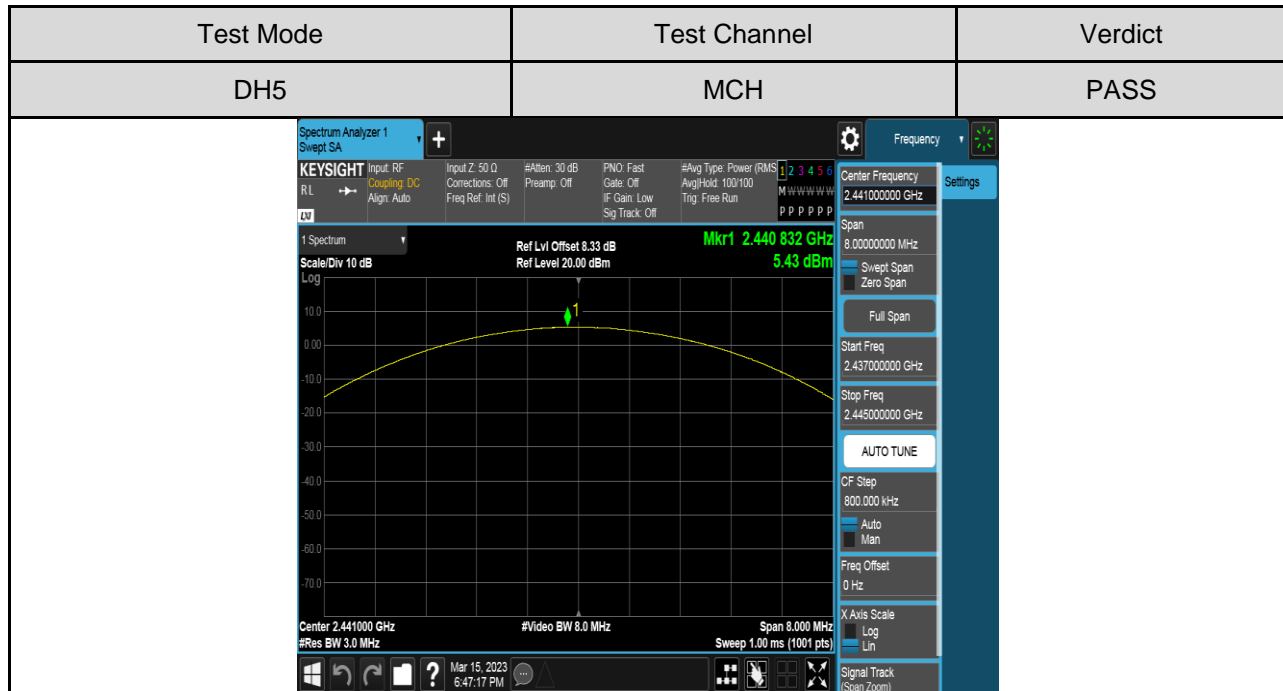 Test Mode Test Channel Verdict
DH5 MCH PASS
Spectrum Analyzer 1
Swept SA
+
Frequency
KEYSIGHT Input: RF Input Z: 50 Ω #Atten: 30 dB PNO: Fast #Avg Type: Power (RMS 1 2 3 4 5 6
RL Coupling: DC Corrections: Off Preamp: Off Gate: Off Avg|Hold: 100/100 M W W W W W
Align: Auto Freq Ref: Int (S) IF Gain: Low Trig: Free Run
LXI Sig Track: Off P P P P P P
Center Frequency
2.441000000 GHz
Settings
1 Spectrum
Scale/Div 10 dB
Ref Lvl Offset 8.33 dB
Ref Level 20.00 dBm
Mkr1 2.440 832 GHz
5.43 dBm
Log
10.0
0.00
-10.0
-20.0
-30.0
-40.0
-50.0
-60.0
-70.0
1
Center 2.441000 GHz #Video BW 8.0 MHz Span 8.000 MHz
#Res BW 3.0 MHz Sweep 1.00 ms (1001 pts)
Span
8.00000000 MHz
Swept Span
Zero Span
Full Span
Start Freq
2.437000000 GHz
Stop Freq
2.445000000 GHz
AUTO TUNE
CF Step
800.000 kHz
Auto
Man
Freq Offset
0 Hz
X Axis Scale
Log
Lin
Signal Track
(Span Zoom)
? Mar 15, 2023
6:47:17 PM